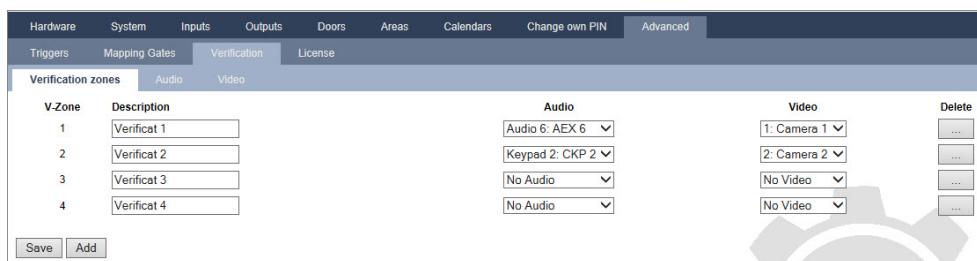 Hardware System Inputs Outputs Doors Areas Calendars Change own PIN Advanced
Triggers Mapping Gates Verification License
Verification zones Audio Video
V-Zone Description Audio Video Delete
1 Verificat 1 Audio 6: AEX 6 1: Camera 1 ...
2 Verificat 2 Keypad 2: CKP 2 2: Camera 2 ...
3 Verificat 3 No Audio No Video ...
4 Verificat 4 No Audio No Video ...
Save Add